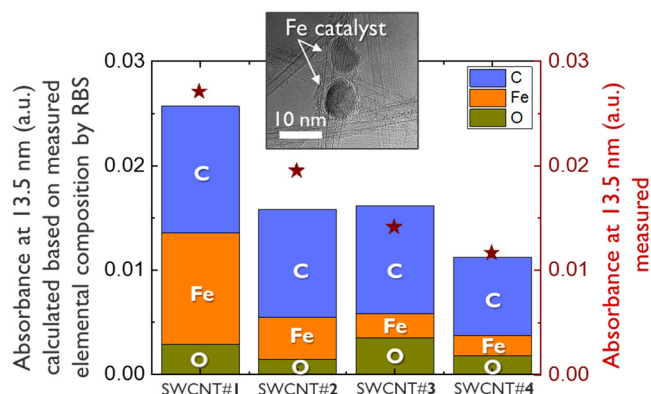 Fe catalyst
10 nm
C
Fe
O
Absorbance at 13.5 nm (a.u.)
calculated based on measured
elemental composition by RBS
0.03
0.02
0.01
0.00
C
Fe
O
C
Fe
O
C
Fe
O
C
Fe
O
SWCNT#1
SWCNT#2
SWCNT#3
SWCNT#4
0.03
0.02
0.01
0.00
Absorbance at 13.5 nm (a.u.)
measured